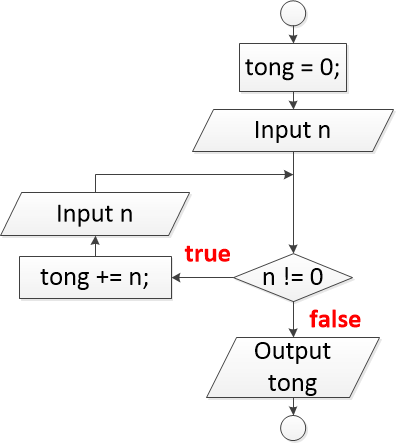 tong = 0;
Input n
Input n
true
tong += n;
n != 0
false
Output
tong